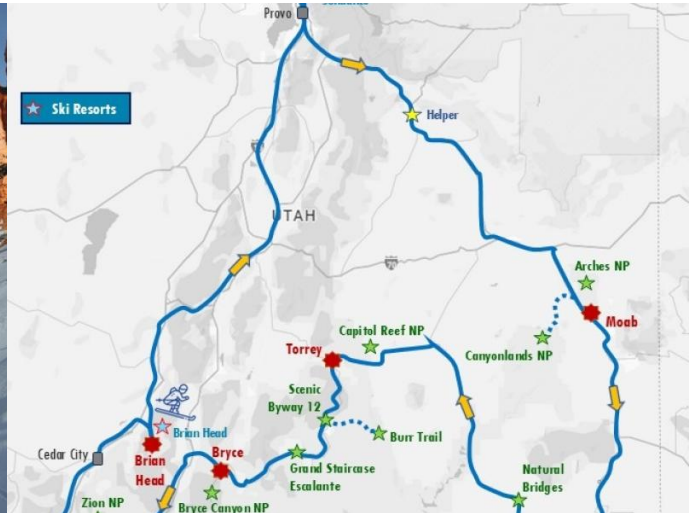 Provo
Ski Resorts
Helper
UTAH
70
Arches NP
Moab
Capitol Reef NP
Canyonlands NP
Torrey
Scenic
Byway 12
Brian Head
Burr Trail
Cedar City
Brian
Head
Bryce
Grand Staircase
Escalante
Natural
Bridges
Zion NP
Bryce Canyon NP